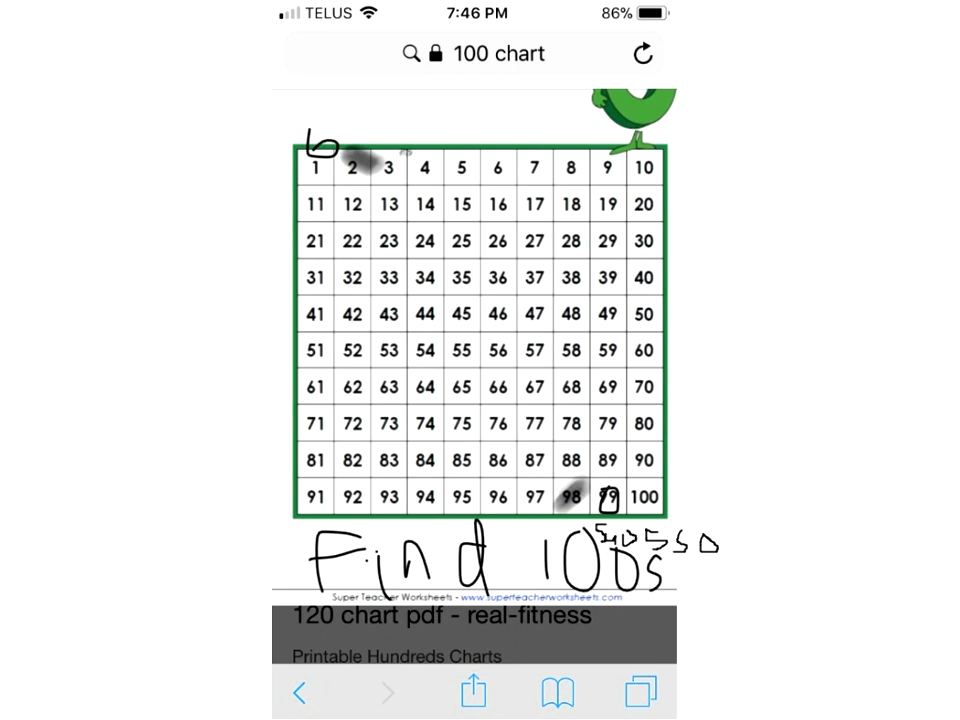 TELUS 7:46 PM 86%
100 chart
b
1 2 3 4 5 6 7 8 9 10
11 12 13 14 15 16 17 18 19 20
21 22 23 24 25 26 27 28 29 30
31 32 33 34 35 36 37 38 39 40
41 42 43 44 45 46 47 48 49 50
51 52 53 54 55 56 57 58 59 60
61 62 63 64 65 66 67 68 69 70
71 72 73 74 75 76 77 78 79 80
81 82 83 84 85 86 87 88 89 90
91 92 93 94 95 96 97 98 99 100
Find 100s
Super Teacher Worksheets - www.superteacherworksheets.com
120 chart pdf - real-fitness
Printable Hundreds Charts